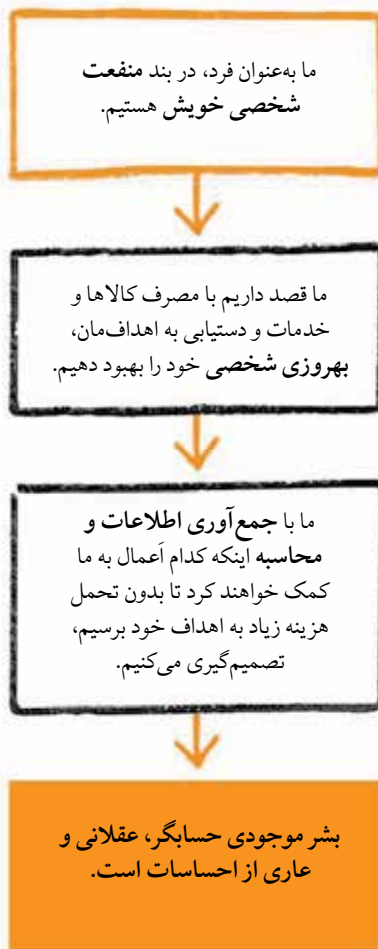 ما به‌عنوان فرد، در بند منفعت
شخصی خویش هستیم.
ما قصد داریم با مصرف کالاها و
خدمات و دستیابی به اهداف‌مان،
بهروزی شخصی خود را بهبود دهیم.
ما با جمع‌آوری اطلاعات و
محاسبه اینکه کدام اَعمال به ما
کمک خواهند کرد تا بدون تحمل
هزینه زیاد به اهداف خود برسیم،
تصمیم‌گیری می‌کنیم.
بشر موجودی حسابگر، عقلانی و
عاری از احساسات است.